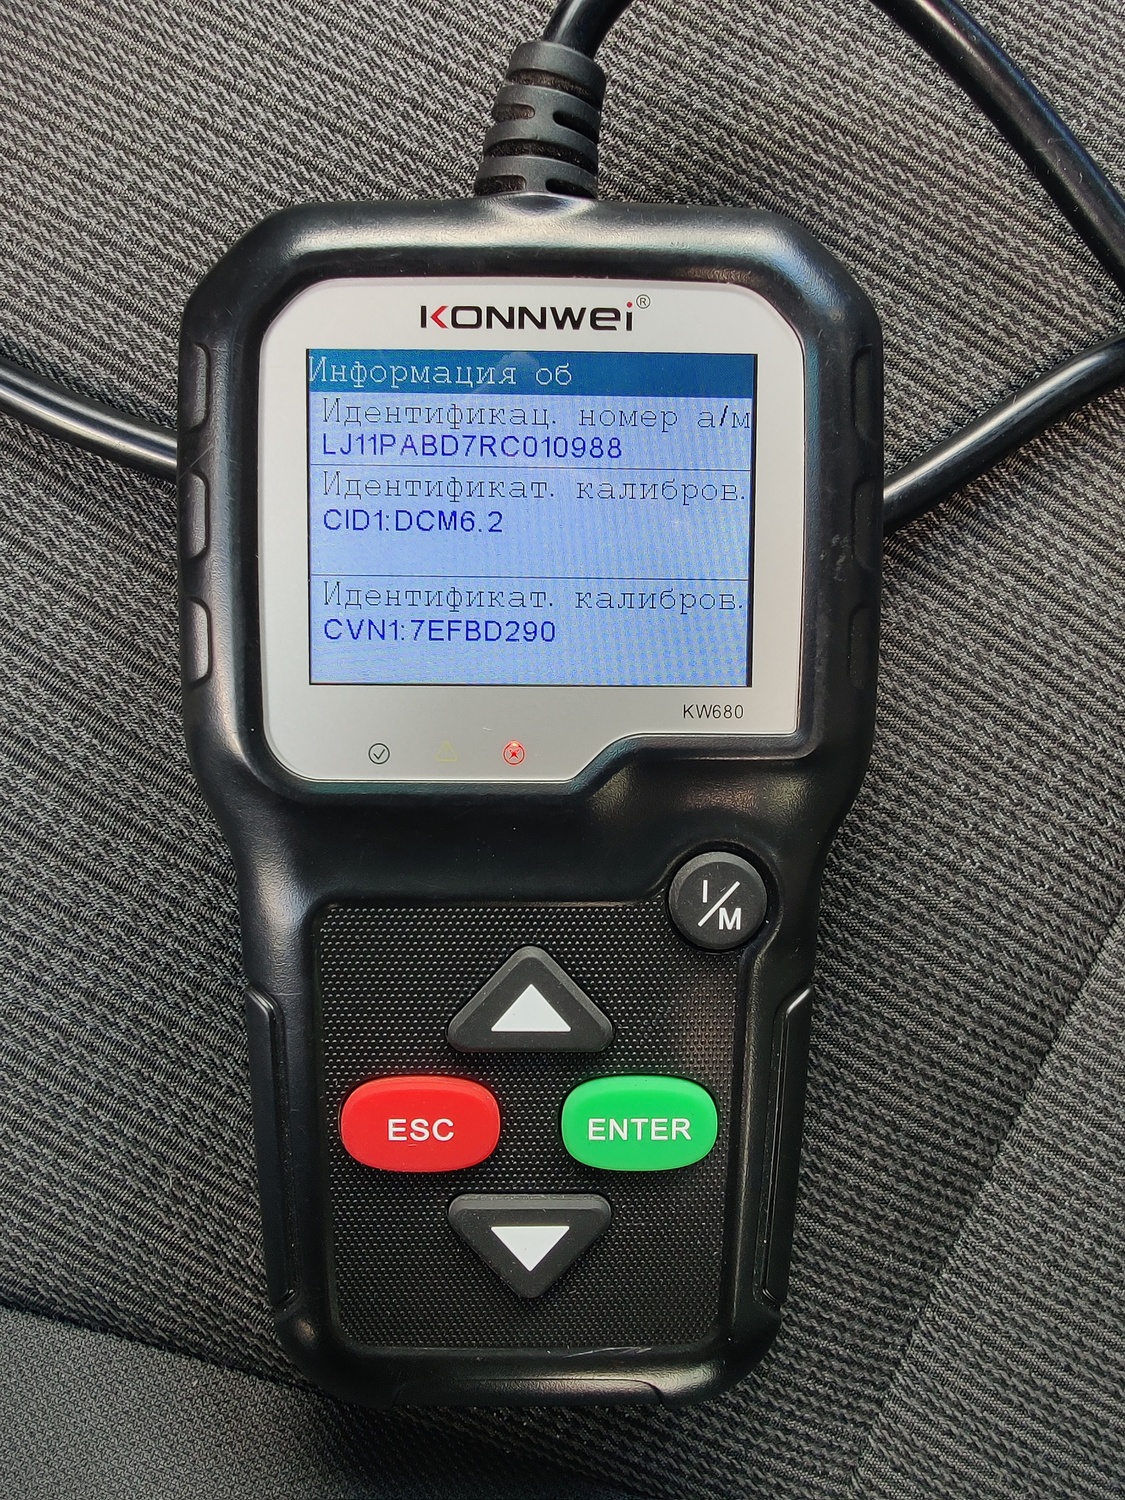 KONNWEI®
Информация об
Идентификац. номер а/м
LJ11PABD7RC010988
Идентификат. калибров.
CID1:DCM6.2
Идентификат. калибров.
CVN1:7EFBD290
KW680
I/M
ESC
ENTER